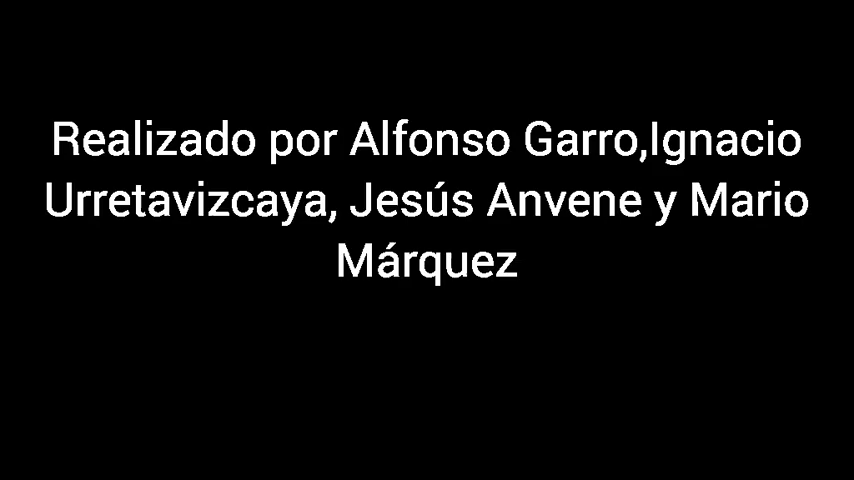 Realizado por Alfonso Garro,Ignacio
Urretavizcaya, Jesús Anvene y Mario
Márquez